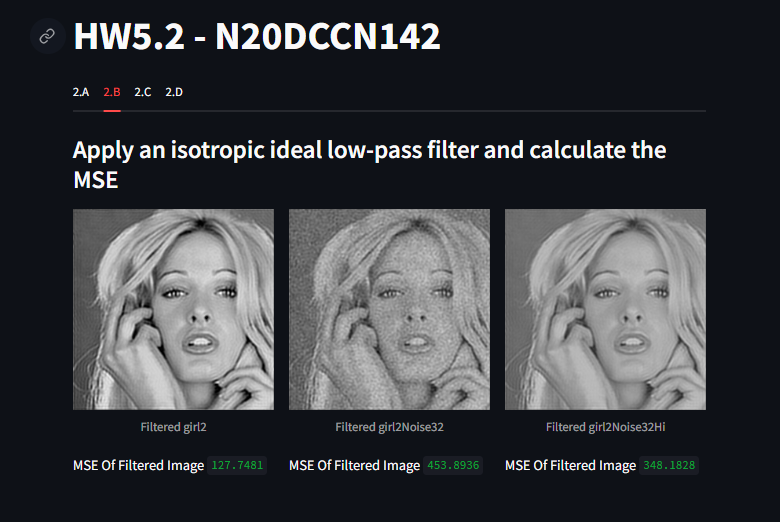 HW5.2 - N20DCCN142
2.A 2.B 2.C 2.D
Apply an isotropic ideal low-pass filter and calculate the
MSE
Filtered girl2 Filtered girl2Noise32 Filtered girl2Noise32Hi
MSE Of Filtered Image 127.7481 MSE Of Filtered Image 453.8936 MSE Of Filtered Image 348.1828